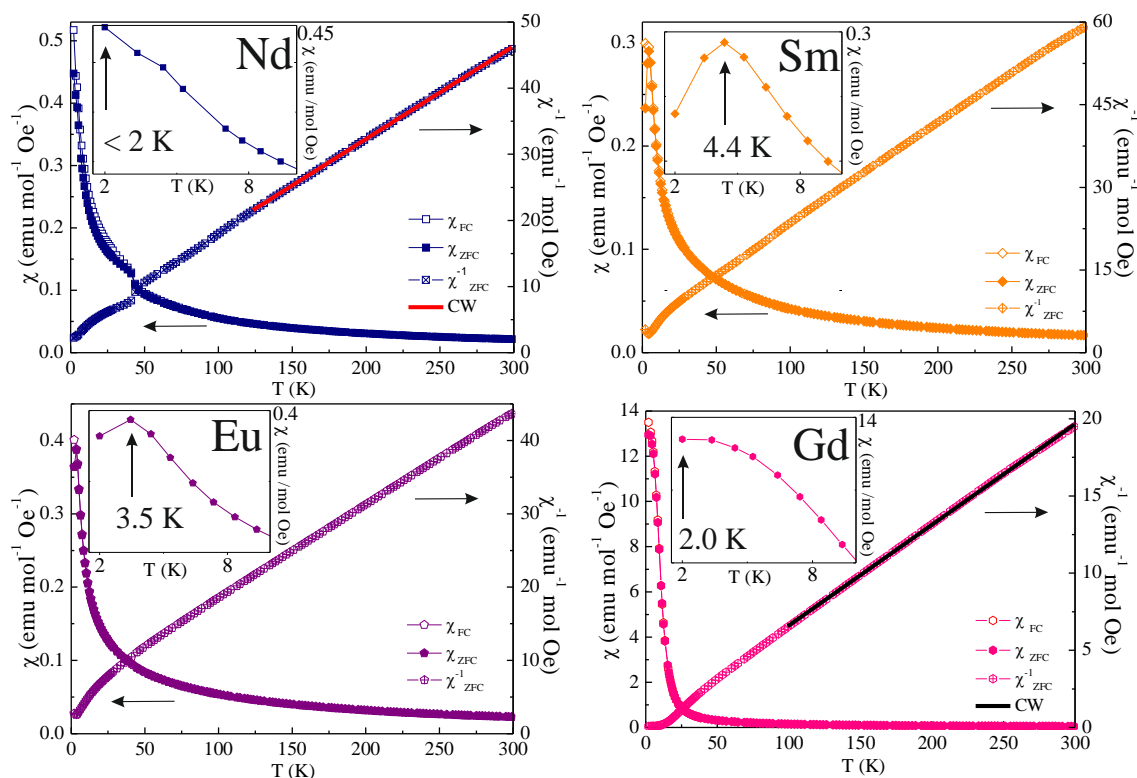 Nd
0.45
χ (emu /mol Oe)
< 2 K
2 8
T (K)
0.5
0.4
0.3
0.2
0.1
0.0
χ (emu mol⁻¹ Oe⁻¹)
50
40
30
20
10
0
χ⁻¹ (emu⁻¹ mol Oe)
χ FC
χ ZFC
χ⁻¹ ZFC
CW
0 50 100 150 200 250 300
T (K)
Sm
0.3
χ (emu /mol Oe)
4.4 K
2 8
T (K)
0.3
0.2
0.1
0.0
χ (emu mol⁻¹ Oe⁻¹)
60
45
30
15
0
χ⁻¹ (emu⁻¹ mol Oe)
χ FC
χ ZFC
χ⁻¹ ZFC
0 50 100 150 200 250 300
T (K)
Eu
0.4
χ (emu /mol Oe)
3.5 K
2 8
T (K)
0.4
0.3
0.2
0.1
0.0
χ (emu mol⁻¹ Oe⁻¹)
40
30
20
10
0
χ⁻¹ (emu⁻¹ mol Oe)
χ FC
χ ZFC
χ⁻¹ ZFC
0 50 100 150 200 250 300
T (K)
Gd
14
χ (emu /mol Oe)
2.0 K
2 8
T (K)
14
13
12
11
10
9
8
7
6
5
4
3
2
1
0
χ (emu mol⁻¹ Oe⁻¹)
20
15
10
5
0
χ⁻¹ (emu⁻¹ mol Oe)
χ FC
χ ZFC
χ⁻¹ ZFC
CW
0 50 100 150 200 250 300
T (K)